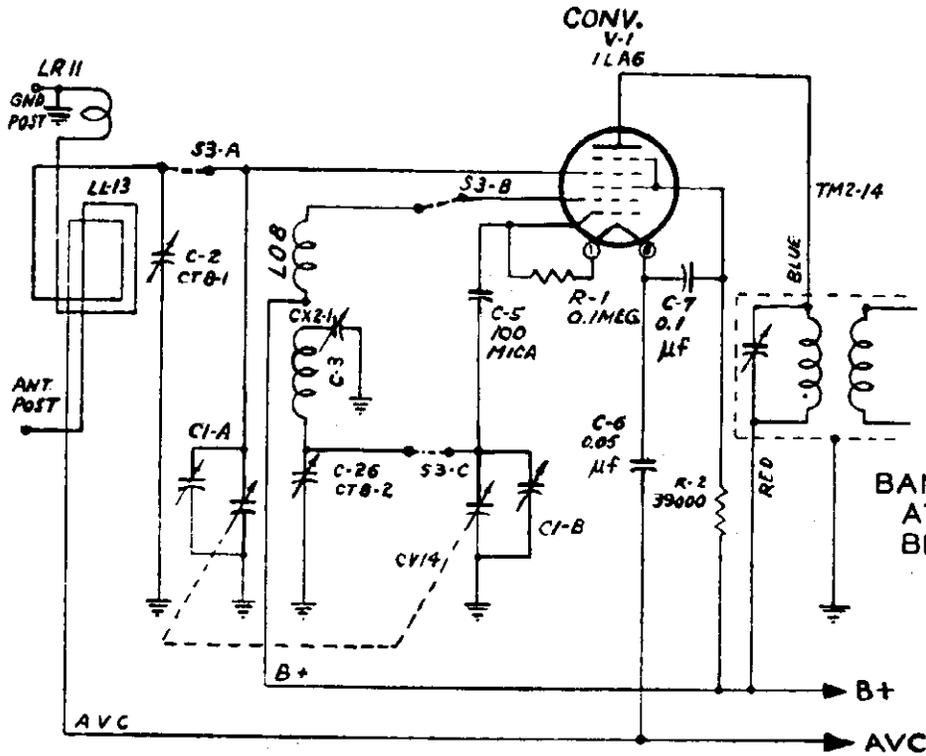 CONV.
V-1
1LA6
LR11
GND
POST
S3-A
S3-B
LL-13
TM2-14
LOB
C-2
CT8-1
BLUE
R-1
0.1MEG.
C-7
0.1
µf
C-5
100
MICA
CX2-1
C-3
ANT.
POST
C1-A
C-26
CT8-2
S3-C
C-6
0.05
µf
R-2
39000
RED
BAN
A
B
C1-B
CV14
B+
B+
AVC
AVC